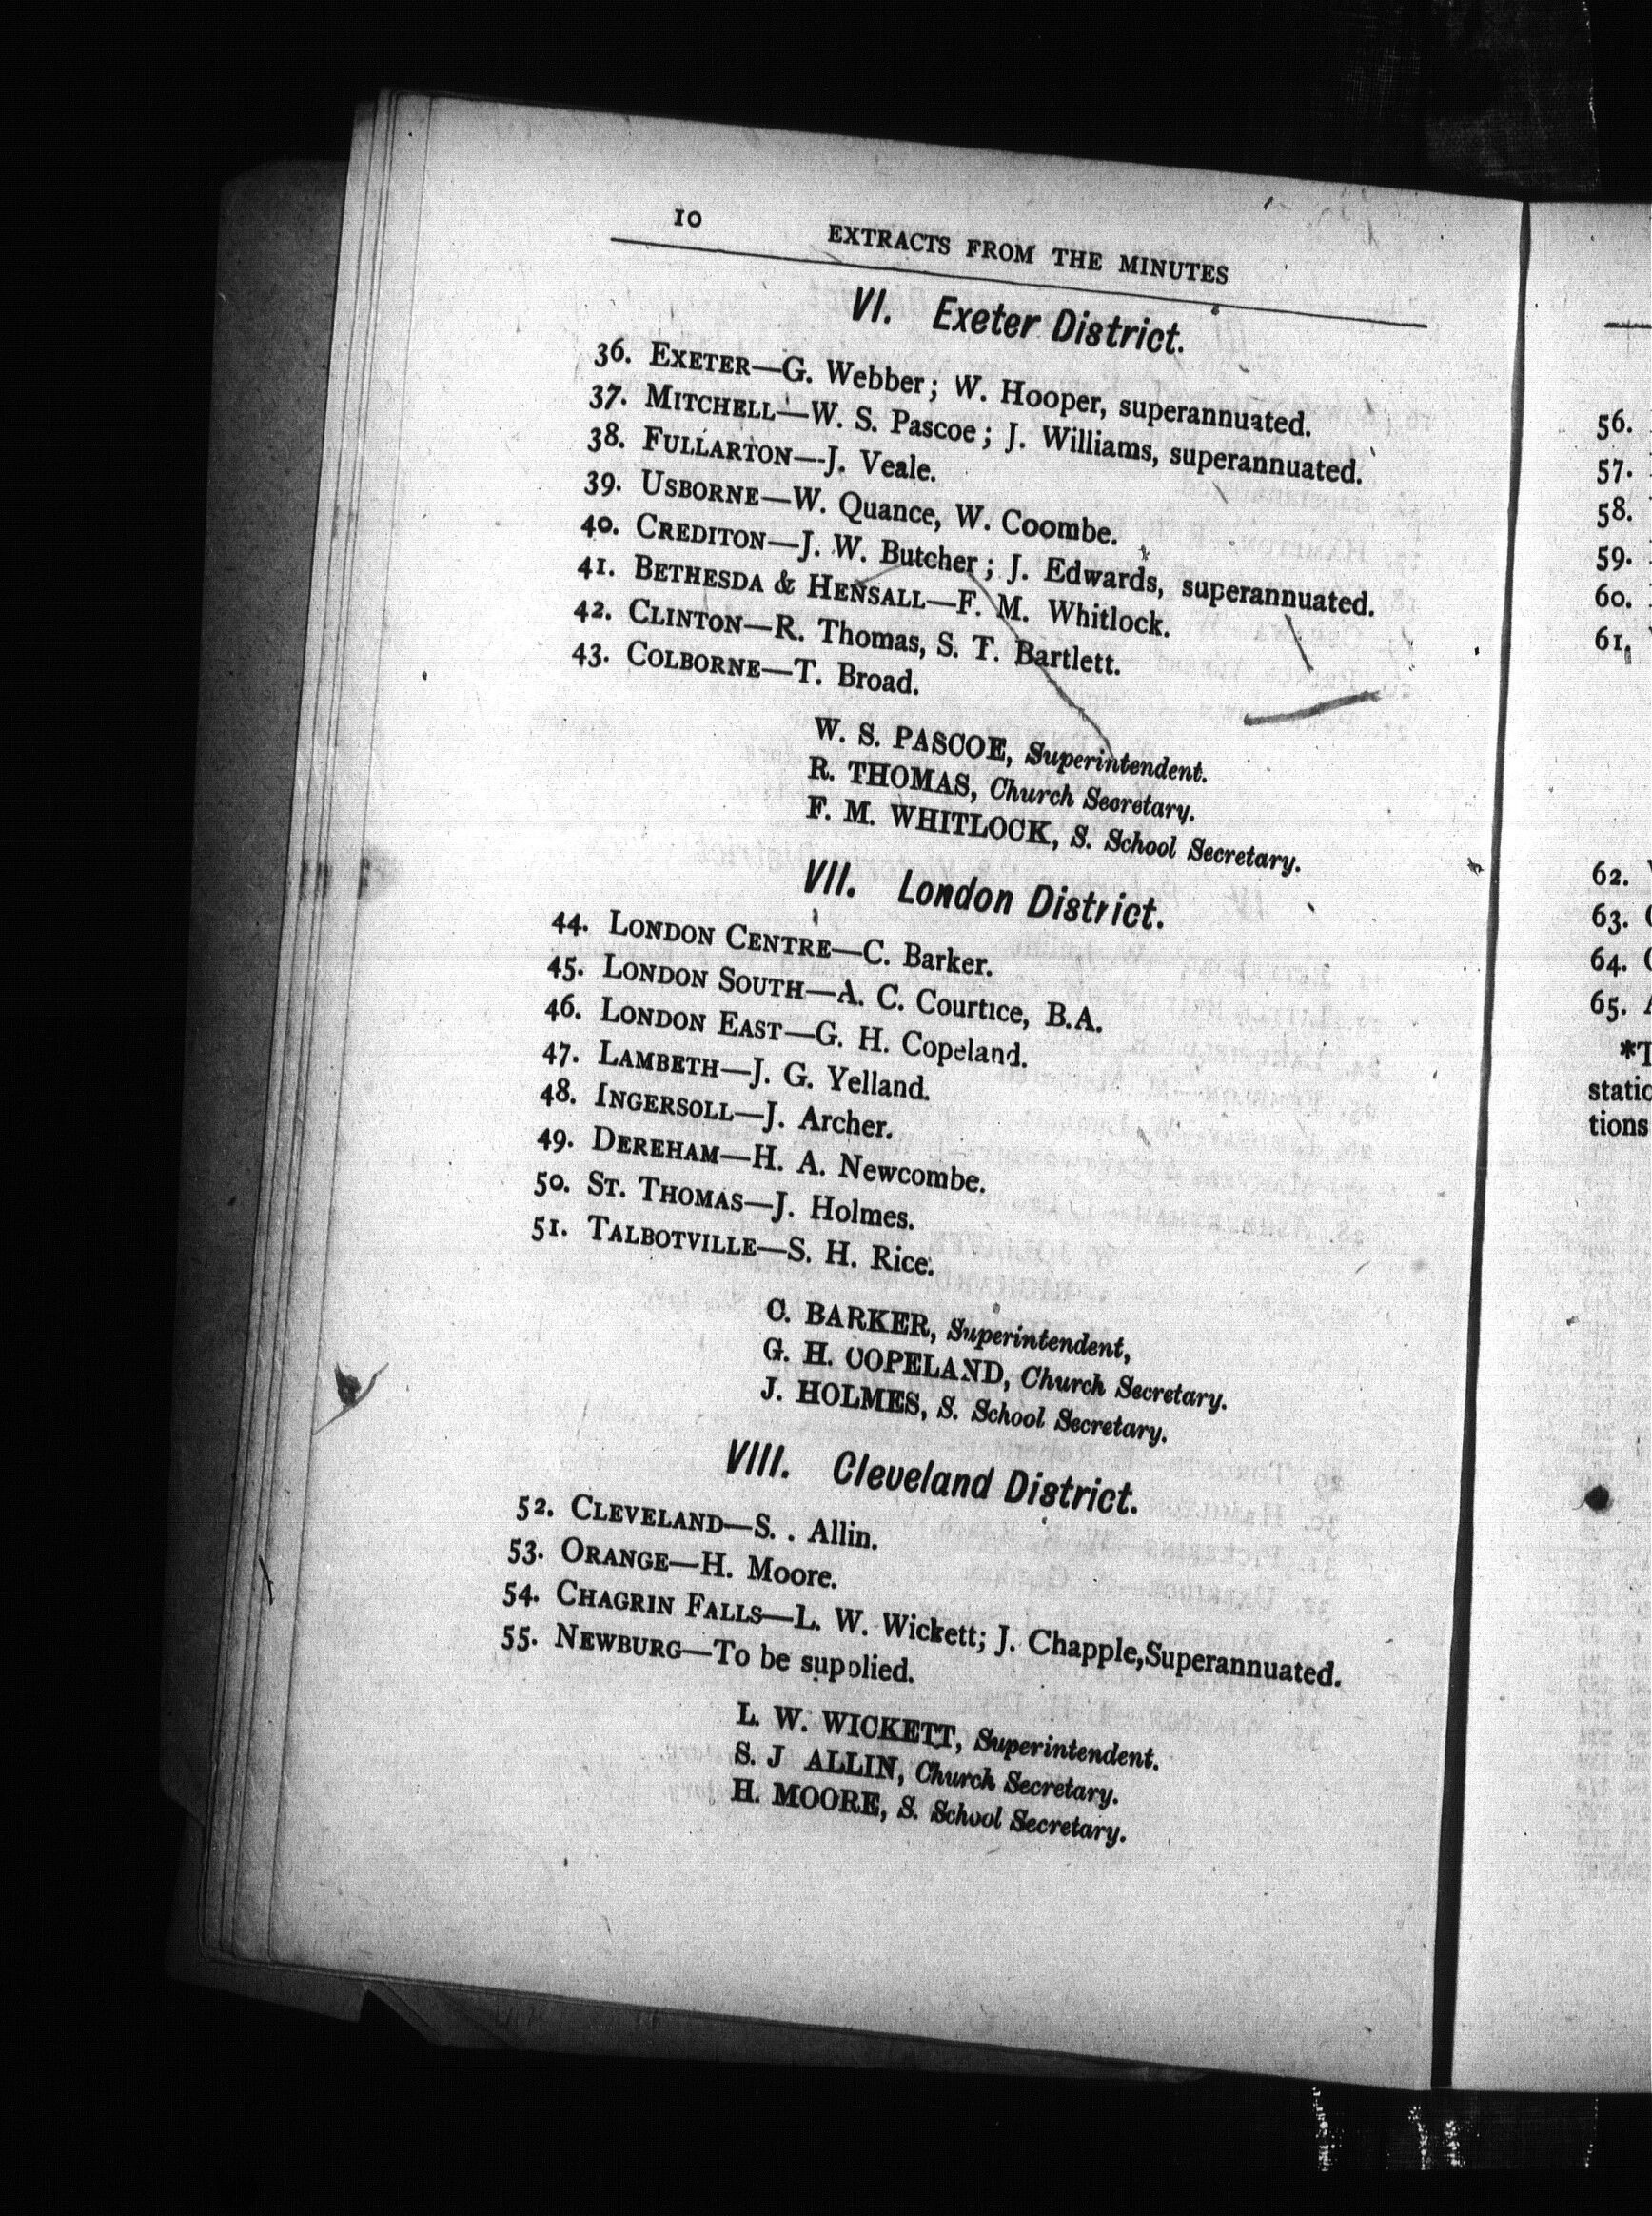 10 EXTRACTS FROM THE MINUTES
VI. Exeter District.
36. EXETER—G. Webber; W. Hooper, superannuated.
37. MITCHELL—W. S. Pascoe; J. Williams, superannuated.
38. FULLARTON—J. Veale.
39. USBORNE—W. Quance, W. Coombe.
40. CREDITON—J. W. Butcher; J. Edwards, superannuated.
41. BETHESDA & HENSALL—F. M. Whitlock.
42. CLINTON—R. Thomas, S. T. Bartlett.
43. COLBORNE—T. Broad.
W. S. PASCOE, Superintendent.
R. THOMAS, Church Secretary.
F. M. WHITLOCK, S. School Secretary.
VII. London District.
44. LONDON CENTRE—C. Barker.
45. LONDON SOUTH—A. C. Courtice, B.A.
46. LONDON EAST—G. H. Copeland.
47. LAMBETH—J. G. Yelland.
48. INGERSOLL—J. Archer.
49. DEREHAM—H. A. Newcombe.
50. ST. THOMAS—J. Holmes.
51. TALBOTVILLE—S. H. Rice.
C. BARKER, Superintendent,
G. H. COPELAND, Church Secretary.
J. HOLMES, S. School Secretary.
VIII. Cleveland District.
52. CLEVELAND—S. . Allin.
53. ORANGE—H. Moore.
54. CHAGRIN FALLS—L. W. Wickett; J. Chapple,Superannuated.
55. NEWBURG—To be supplied.
L. W. WICKETT, Superintendent.
S. J ALLIN, Church Secretary.
H. MOORE, S. School Secretary.
56.
57.
58.
59.
60.
61.
62.
63.
64.
65.
*T
static
tions